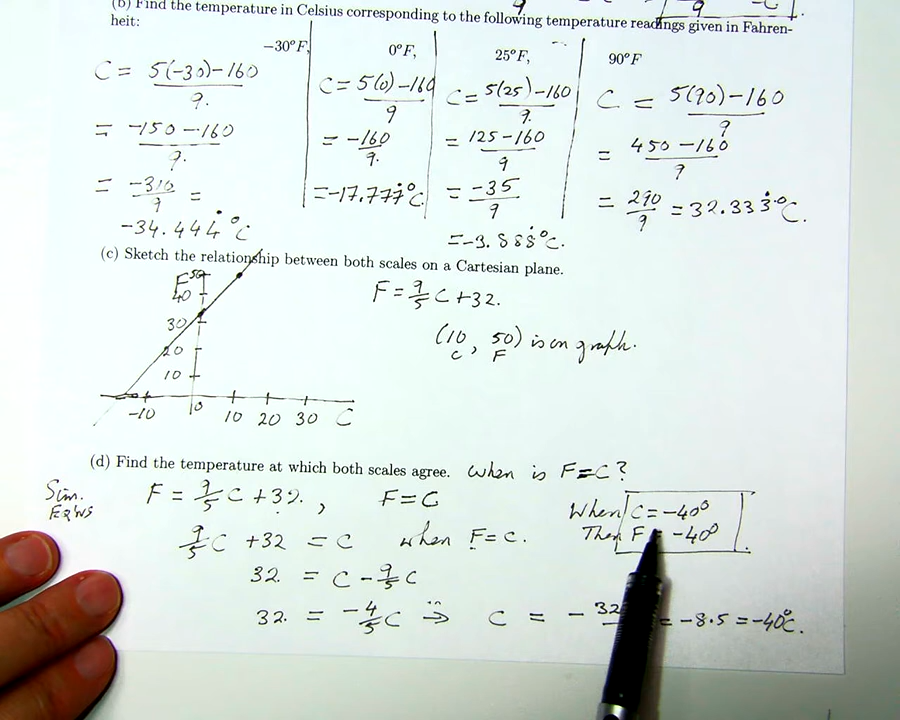 (b) Find the temperature in Celsius corresponding to the following temperature readings given in Fahren-
heit:
−30°F, 0°F, 25°F, 90°F
C = 5(-30)-160 / 9.
= -150-160 / 9.
= -310 / 9 =
-34.444°C
C = 5(0)-160 / 9
= -160 / 9.
= -17.777°C
C = 5(25)-160 / 9.
= 125-160 / 9
= -35 / 9
= -3.888°C.
C = 5(90)-160 / 9
= 450-160 / 9
= 290 / 9 = 32.333°C.
(c) Sketch the relationship between both scales on a Cartesian plane.
F 50
40
30
20
10
-10 0 10 20 30 C
F = 9/5 C + 32.
(10, 50) is on graph.
C F
(d) Find the temperature at which both scales agree. When is F=C?
Sim. EQNS
F = 9/5 C + 32. , F = C
9/5 C + 32 = C when F = C.
32. = C - 9/5 C
32. = -4/5 C ⇒ C = - 32 = -8.5 = -40°C.
When C = -40°
Then F = -40°.